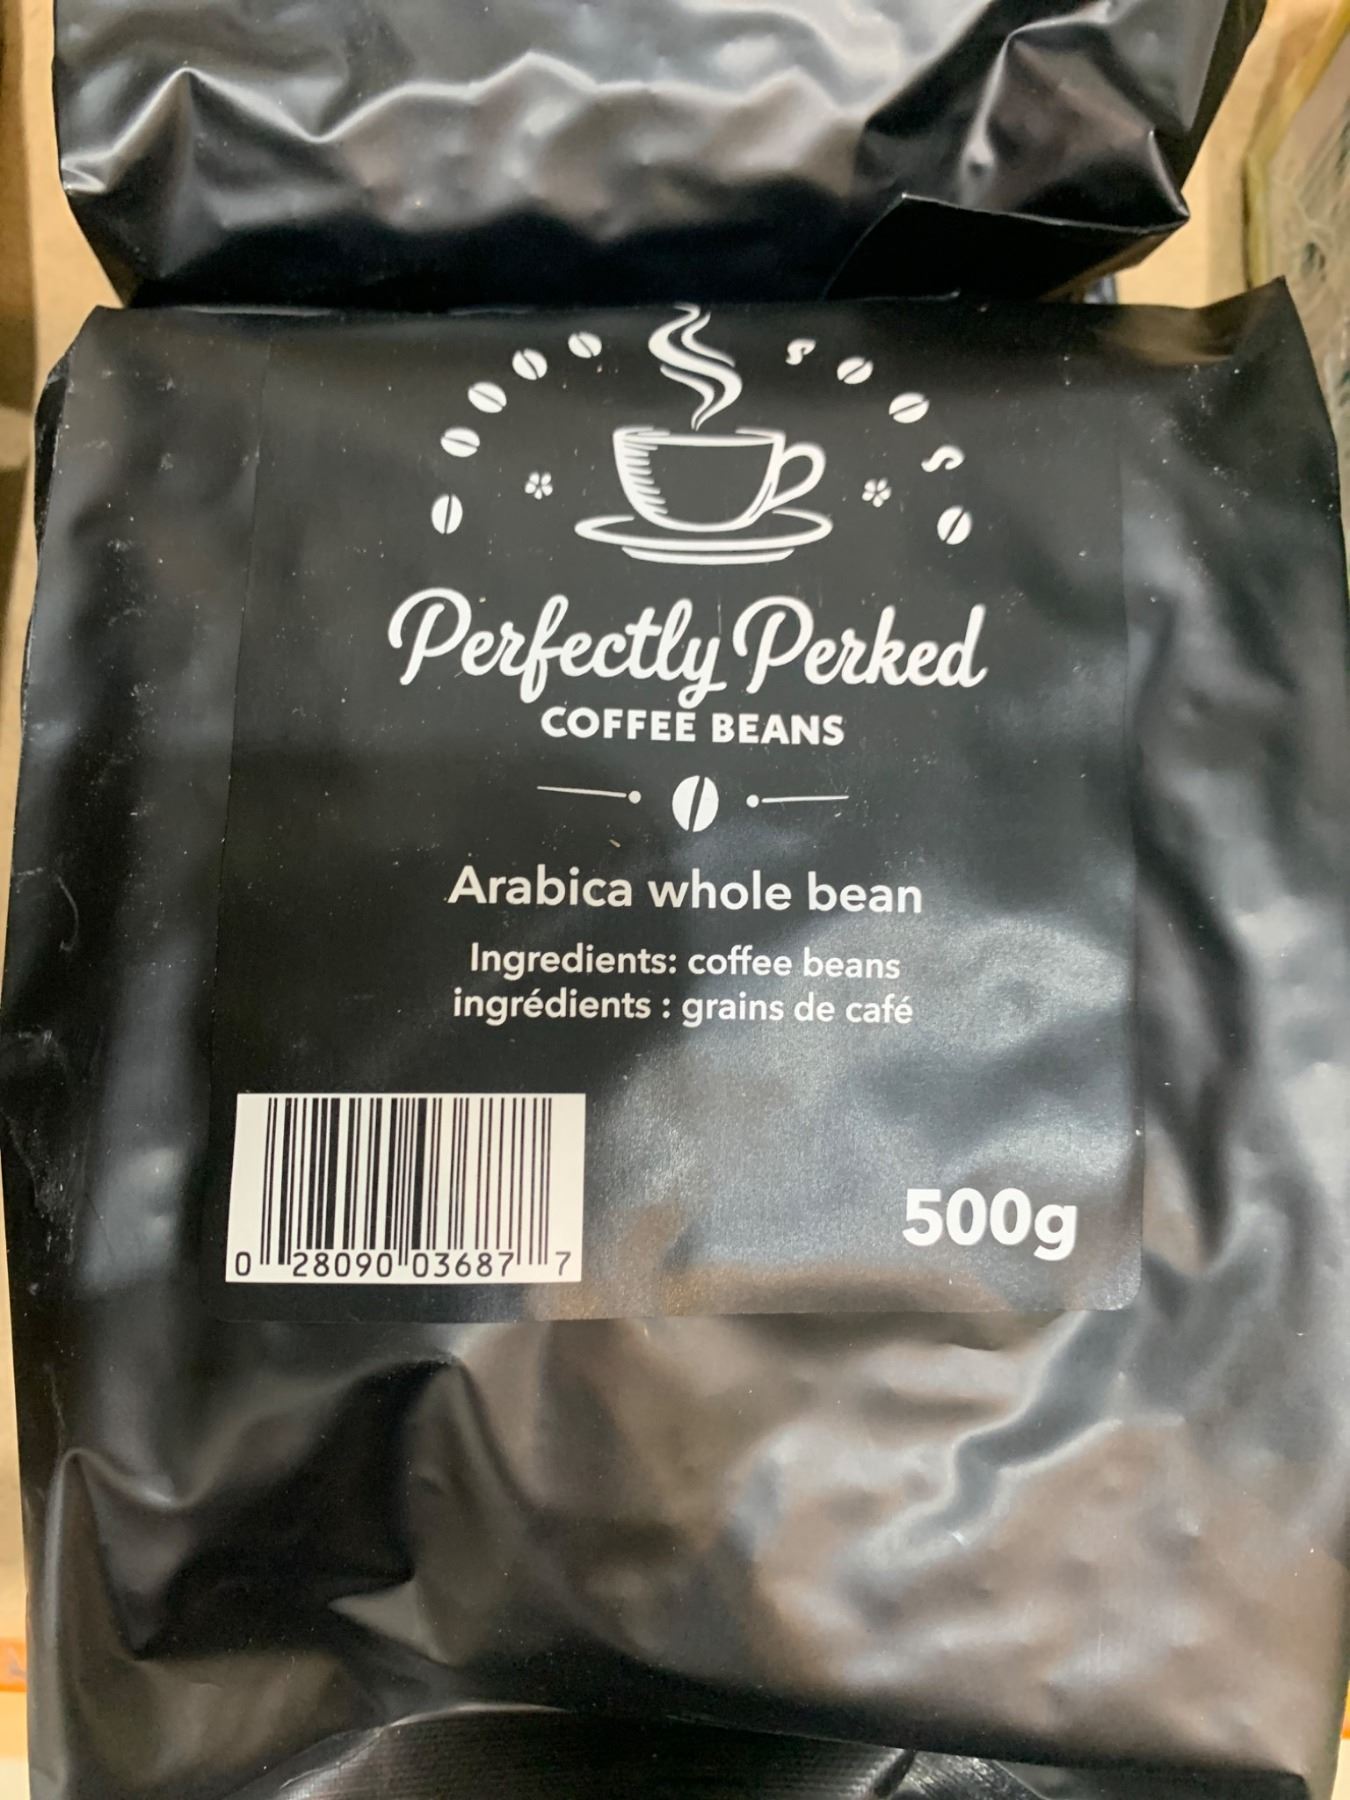 Perfectly Perked
COFFEE BEANS
Arabica whole bean
Ingredients: coffee beans
ingrédients : grains de café
500g
0 28090 03687 7